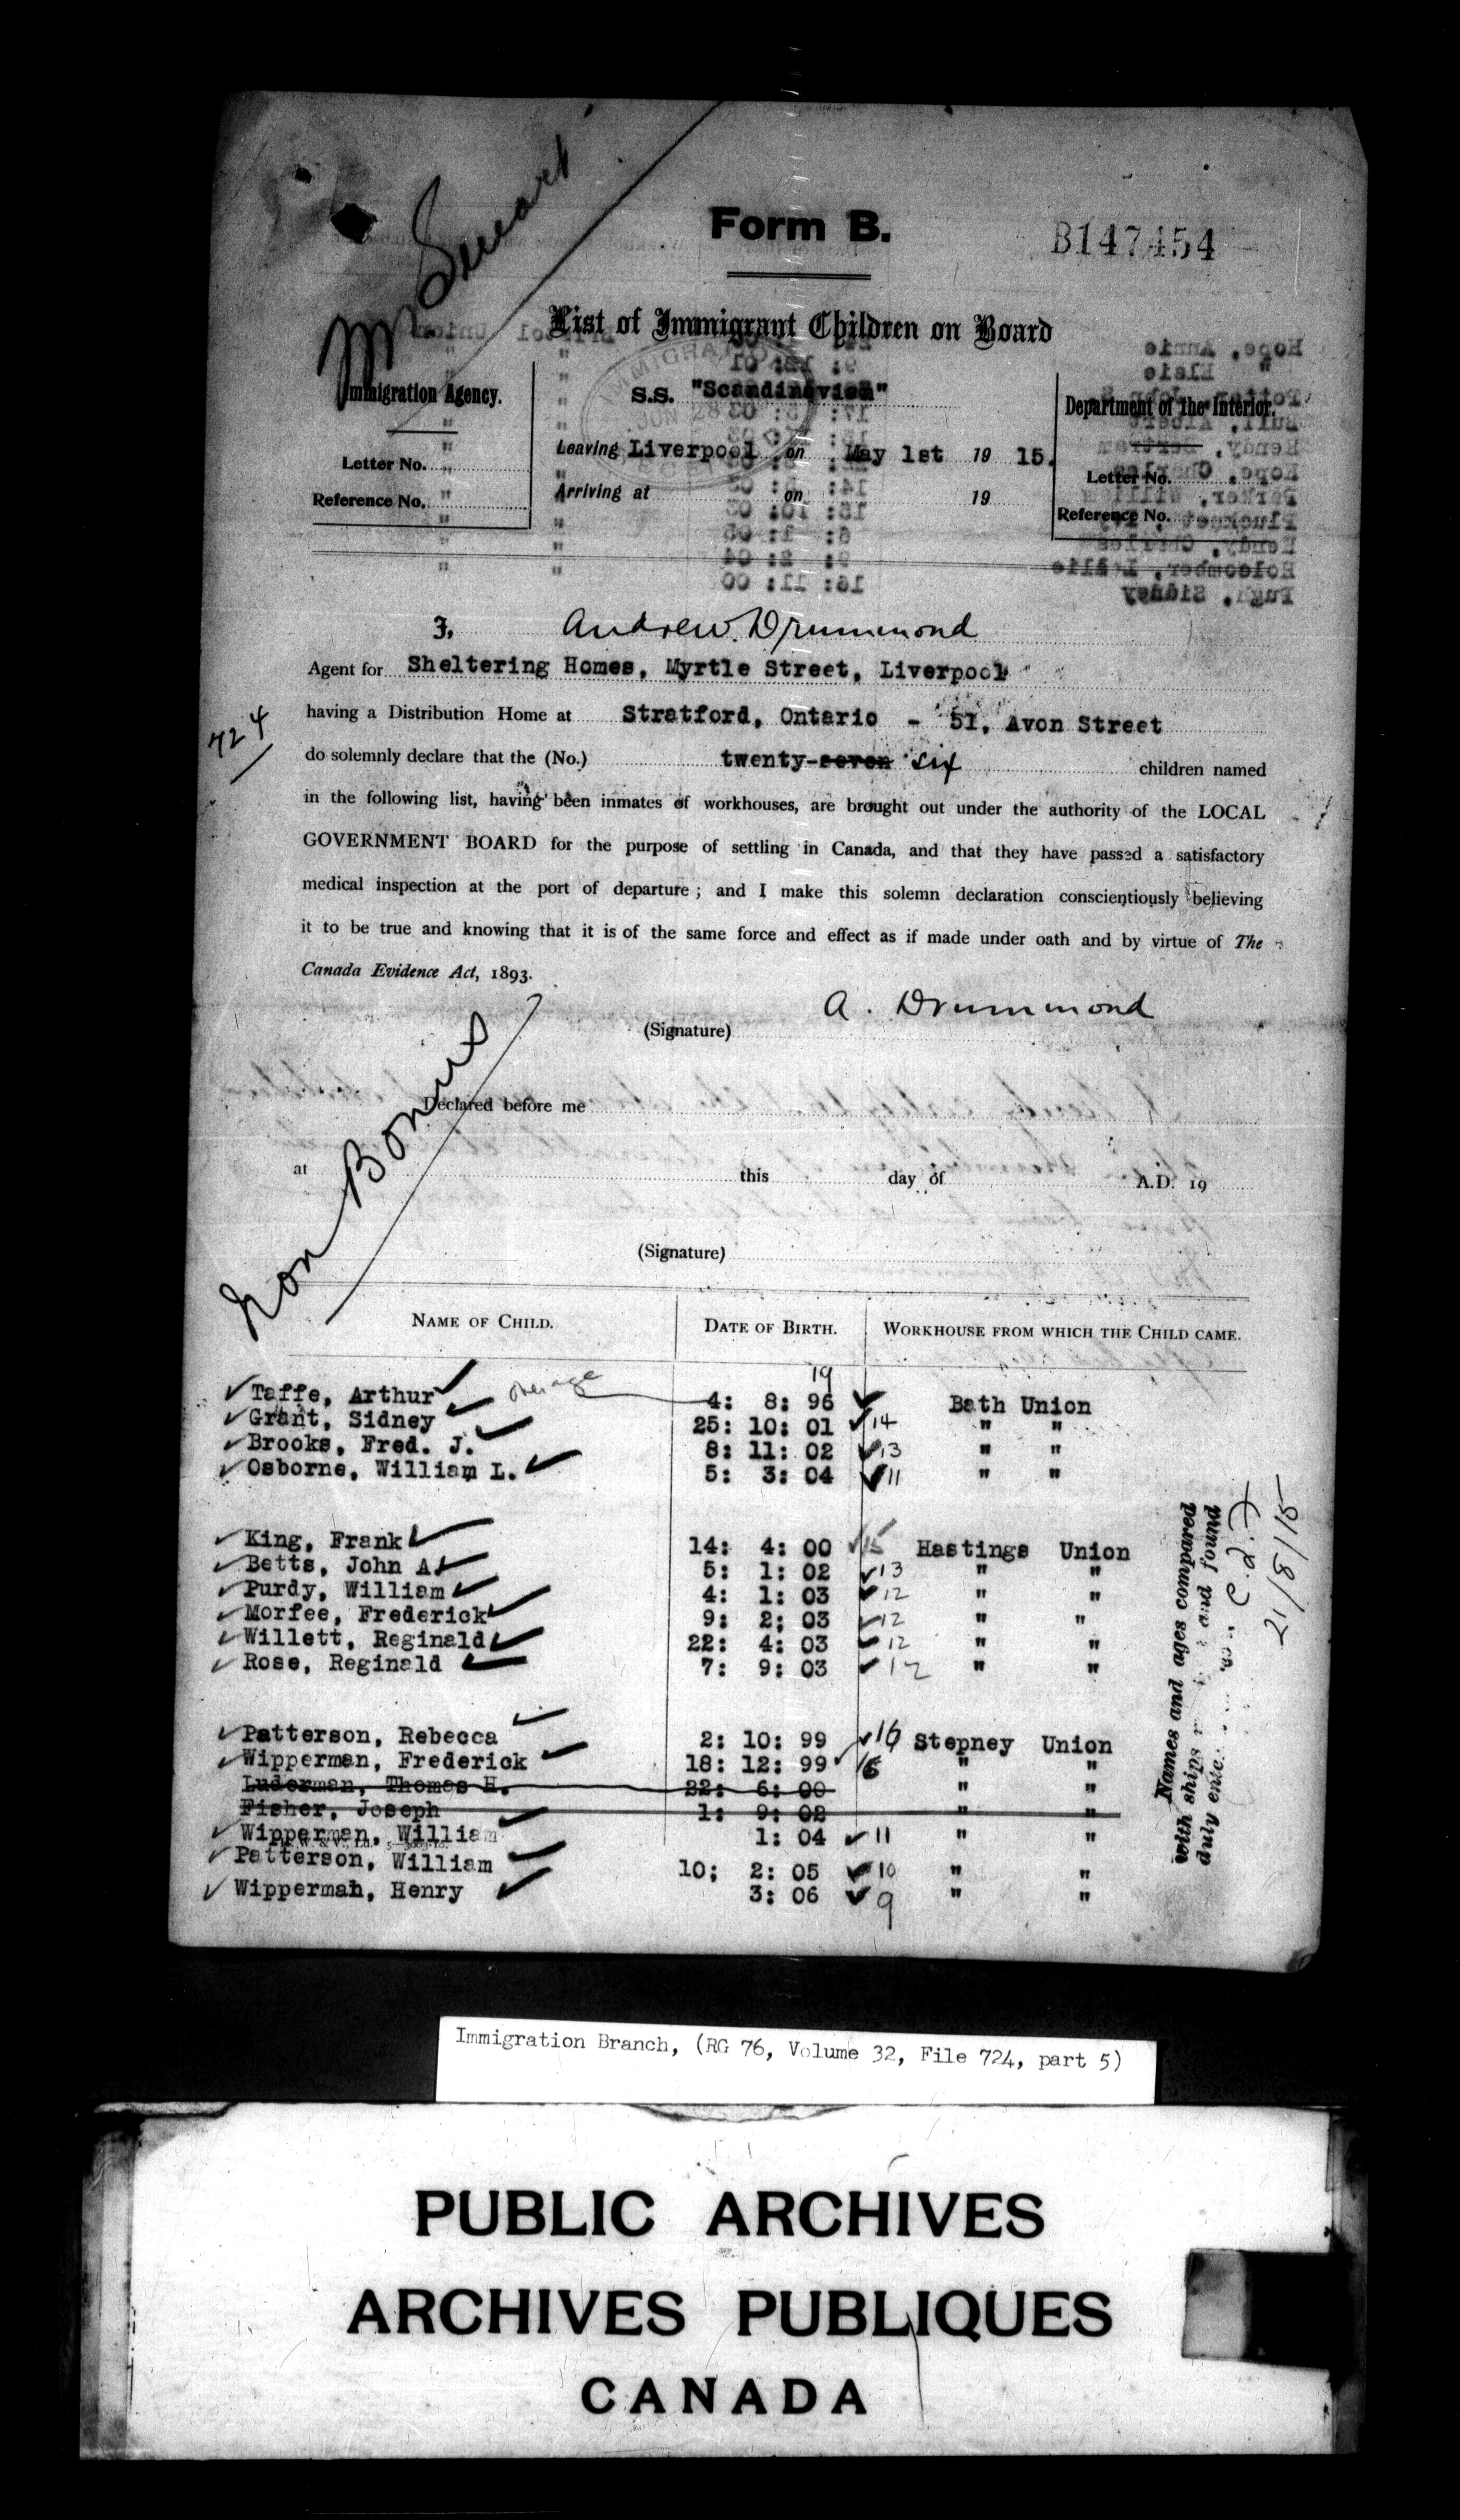 Form B.
B147454
List of Immigrant Children on Board
Immigration Agency.
Letter No.
Reference No.
S.S. "Scandinavian"
Leaving Liverpool on May 1st 19 15.
Arriving at on 19
Department of the Interior.
Letter No.
Reference No.
I, Andrew Drummond
Agent for Sheltering Homes, Myrtle Street, Liverpool
having a Distribution Home at Stratford, Ontario - 51, Avon Street
724
do solemnly declare that the (No.) twenty-seven six children named
in the following list, having been inmates of workhouses, are brought out under the authority of the LOCAL
GOVERNMENT BOARD for the purpose of settling in Canada, and that they have passed a satisfactory
medical inspection at the port of departure; and I make this solemn declaration conscientiously believing
it to be true and knowing that it is of the same force and effect as if made under oath and by virtue of The
Canada Evidence Act, 1893.
A. Drummond
(Signature)
Declared before me
at this day of A.D. 19
(Signature)
Non Bonus
NAME OF CHILD. DATE OF BIRTH. WORKHOUSE FROM WHICH THE CHILD CAME.
19
Taffe, Arthur overage 4: 8: 96 Bath Union
Grant, Sidney 25: 10: 01 14 " "
Brooks, Fred. J. 8: 11: 02 13 " "
Osborne, William L. 5: 3: 04 11 " "
King, Frank 14: 4: 00 15 Hastings Union
Betts, John A. 5: 1: 02 13 " "
Purdy, William 4: 1: 03 12 " "
Morfee, Frederick 9: 2; 03 12 " "
Willett, Reginald 22: 4: 03 12 " "
Rose, Reginald 7: 9: 03 12 " "
Patterson, Rebecca 2: 10: 99 16 Stepney Union
Wipperman, Frederick 18: 12: 99 16 " "
Luderman, Thomas H. 22: 6: 00 " "
Fisher, Joseph 1: 9: 02 " "
Wipperman, William 1: 04 11 " "
Patterson, William 10; 2: 05 10 " "
Wipperman, Henry 3: 06 9 " "
Names and ages compared
with ships and found
duly
21/8/15
Immigration Branch, (RG 76, Volume 32, File 724, part 5)
PUBLIC ARCHIVES
ARCHIVES PUBLIQUES
CANADA